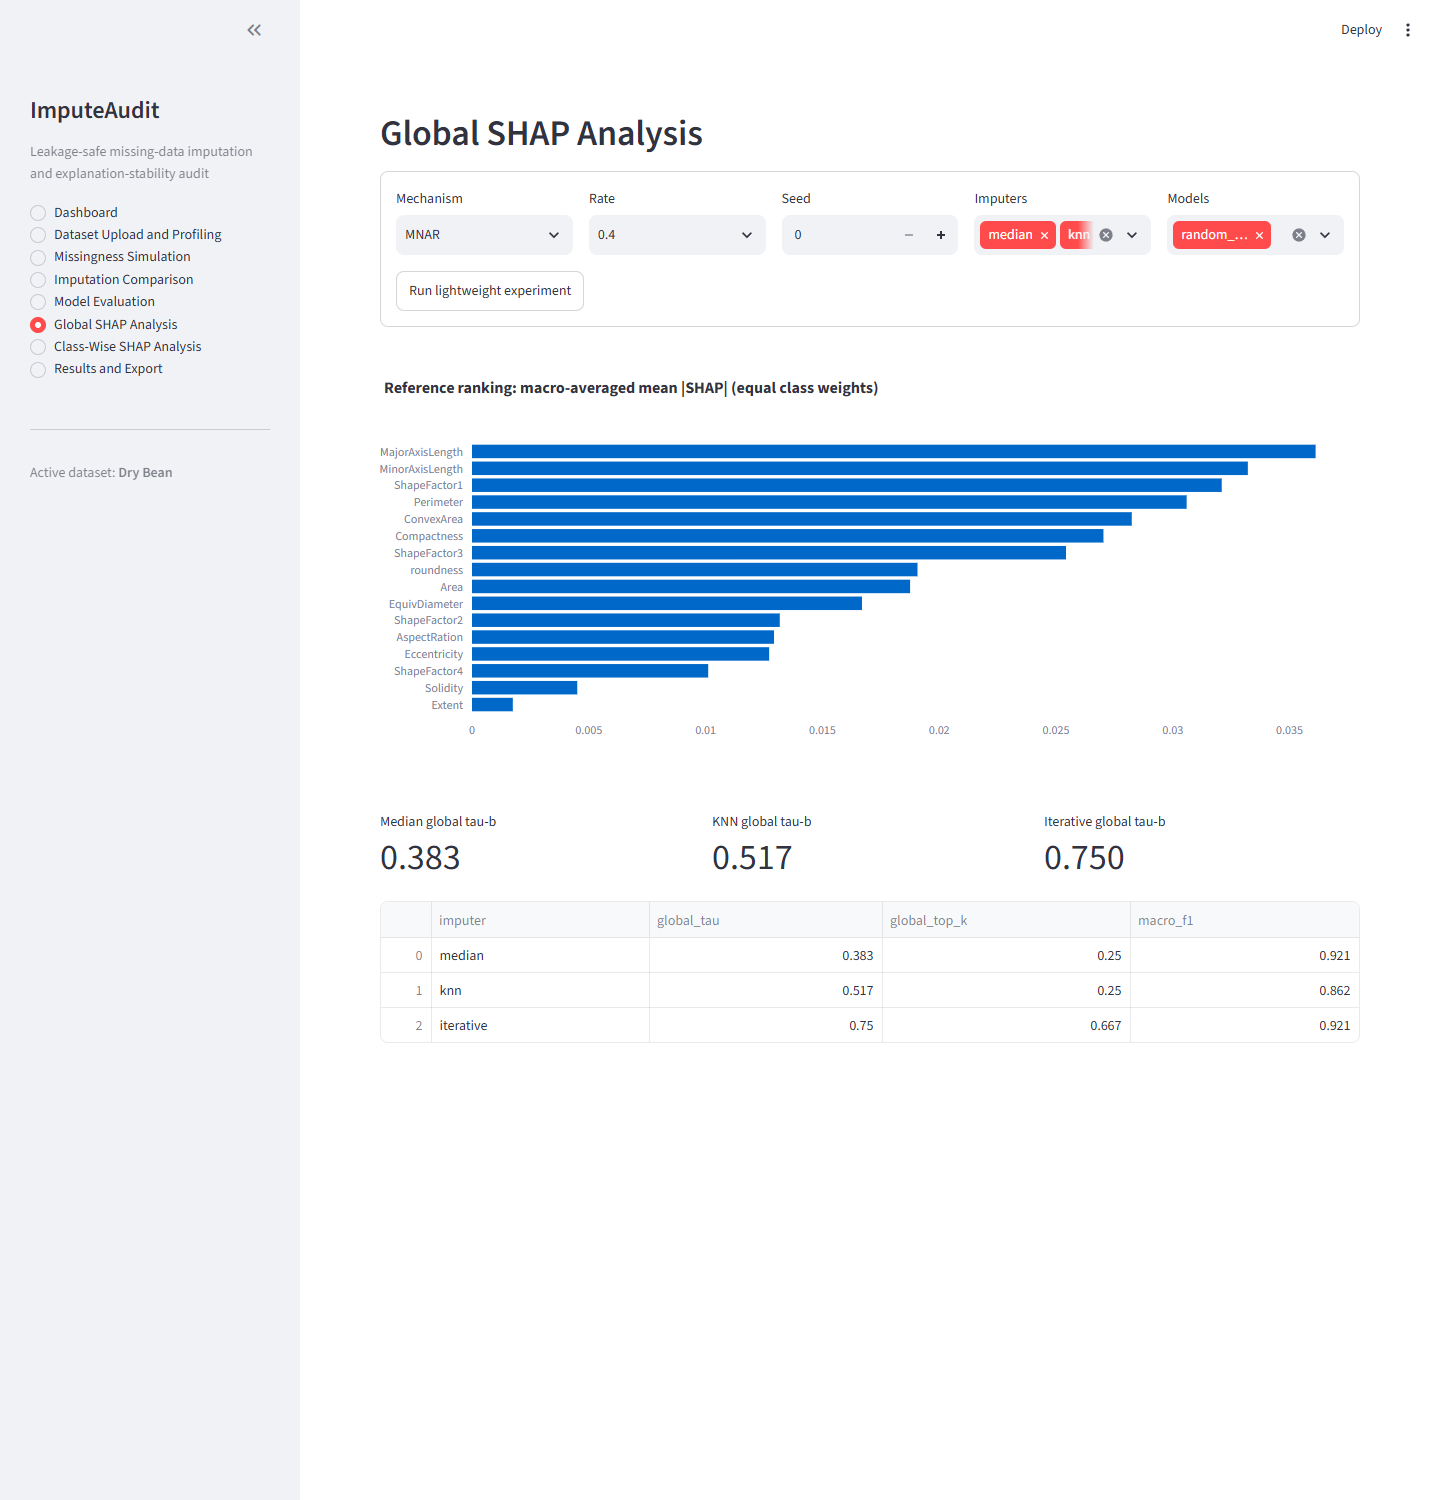 Deploy
ImputeAudit
Leakage-safe missing-data imputation
and explanation-stability audit
Dashboard
Dataset Upload and Profiling
Missingness Simulation
Imputation Comparison
Model Evaluation
Global SHAP Analysis
Class-Wise SHAP Analysis
Results and Export
Active dataset: Dry Bean
Global SHAP Analysis
Mechanism Rate Seed Imputers Models
MNAR 0.4 0 median knn random_...
Run lightweight experiment
Reference ranking: macro-averaged mean |SHAP| (equal class weights)
MajorAxisLength
MinorAxisLength
ShapeFactor1
Perimeter
ConvexArea
Compactness
ShapeFactor3
roundness
Area
EquivDiameter
ShapeFactor2
AspectRation
Eccentricity
ShapeFactor4
Solidity
Extent
0 0.005 0.01 0.015 0.02 0.025 0.03 0.035
Median global tau-b KNN global tau-b Iterative global tau-b
0.383 0.517 0.750
imputer global_tau global_top_k macro_f1
0 median 0.383 0.25 0.921
1 knn 0.517 0.25 0.862
2 iterative 0.75 0.667 0.921